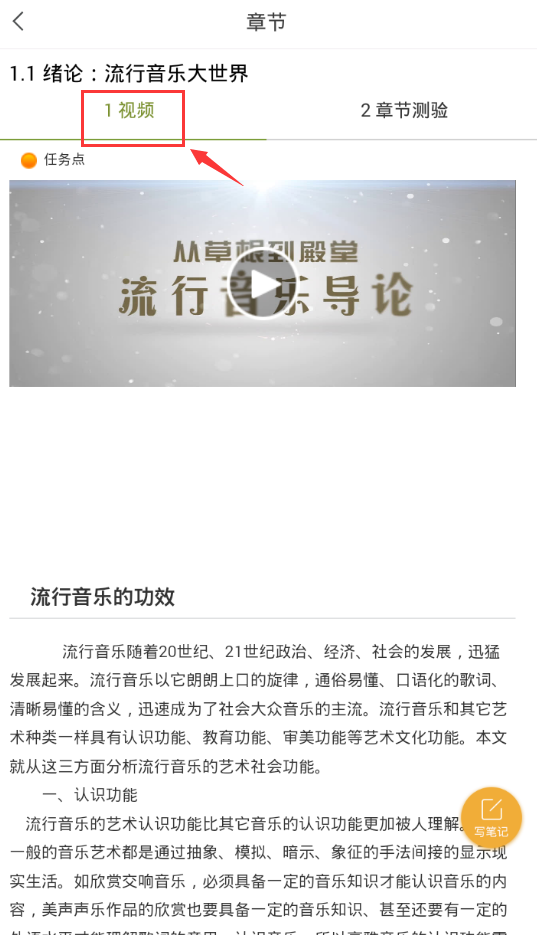 章节
1.1 绪论：流行音乐大世界
1 视频
2 章节测验
任务点
从草根到殿堂
流行音乐导论
流行音乐的功效
流行音乐随着20世纪、21世纪政治、经济、社会的发展，迅猛
发展起来。流行音乐以它朗朗上口的旋律，通俗易懂、口语化的歌词、
清晰易懂的含义，迅速成为了社会大众音乐的主流。流行音乐和其它艺
术种类一样具有认识功能、教育功能、审美功能等艺术文化功能。本文
就从这三方面分析流行音乐的艺术社会功能。
一、认识功能
流行音乐的艺术认识功能比其它音乐的认识功能更加被人理解
写笔记
一般的音乐艺术都是通过抽象、模拟、暗示、象征的手法间接的显示现
实生活。如欣赏交响音乐，必须具备一定的音乐知识才能认识音乐的内
容，美声声乐作品的欣赏也要具备一定的音乐知识、甚至还要有一定的